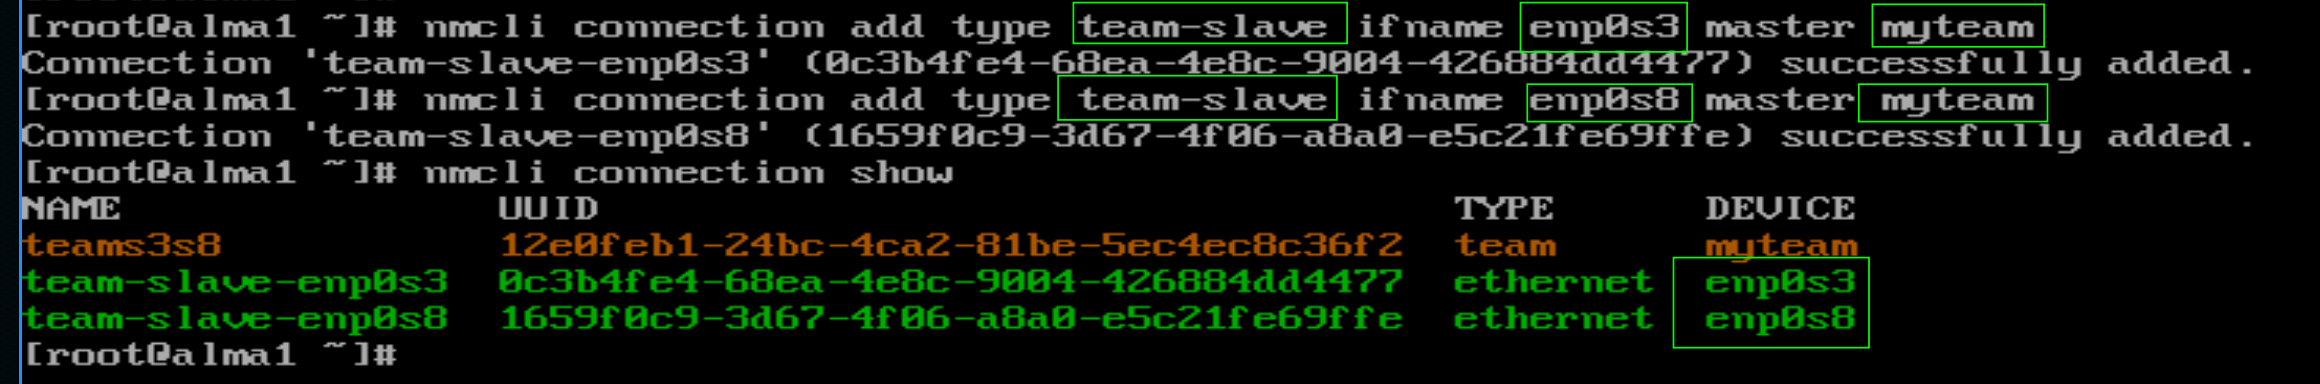 [root@alma1 ~]# nmcli connection add type team-slave ifname enp0s3 master myteam
Connection 'team-slave-enp0s3' (0c3b4fe4-68ea-4e8c-9004-426884dd4477) successfully added.
[root@alma1 ~]# nmcli connection add type team-slave ifname enp0s8 master myteam
Connection 'team-slave-enp0s8' (1659f0c9-3d67-4f06-a8a0-e5c21fe69ffe) successfully added.
[root@alma1 ~]# nmcli connection show
NAME UUID TYPE DEVICE
teams3s8 12e0feb1-24bc-4ca2-81be-5ec4ec8c36f2 team myteam
team-slave-enp0s3 0c3b4fe4-68ea-4e8c-9004-426884dd4477 ethernet enp0s3
team-slave-enp0s8 1659f0c9-3d67-4f06-a8a0-e5c21fe69ffe ethernet enp0s8
[root@alma1 ~]#